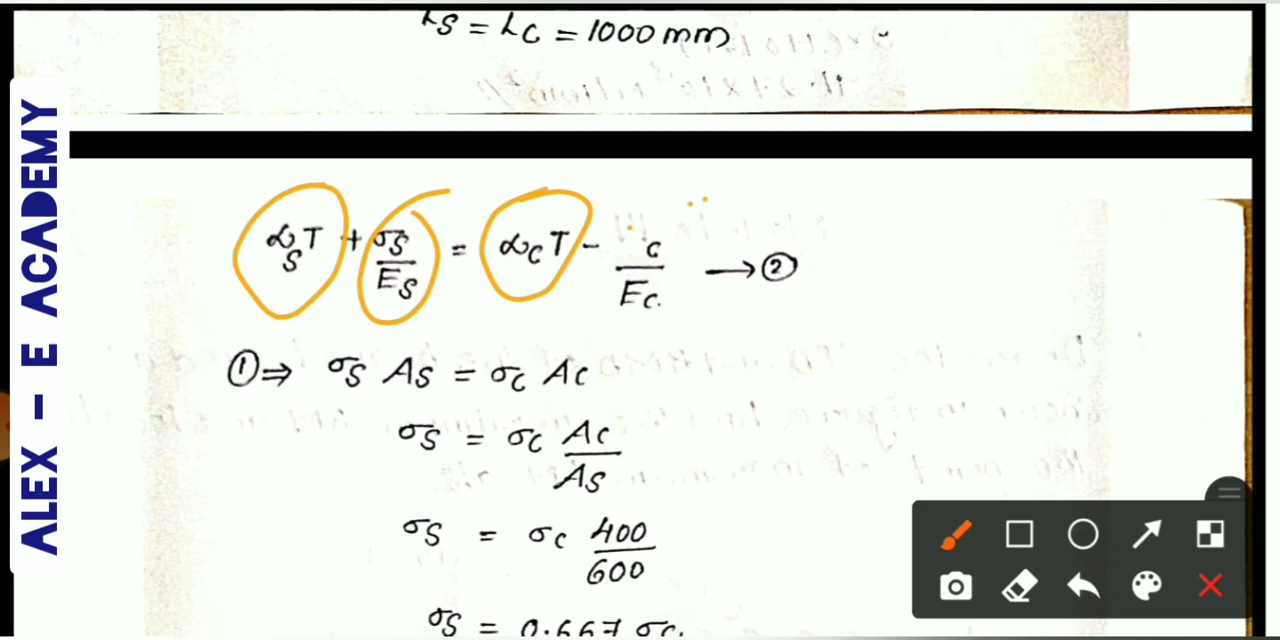 ALEX - E ACADEMY
LS = LC = 1000 mm
αS T + σS/ES = αC T - c/EC. → ②
①⇒ σS AS = σC AC
σS = σC AC/AS
σS = σC 400/600
σS = 0.667 σC.